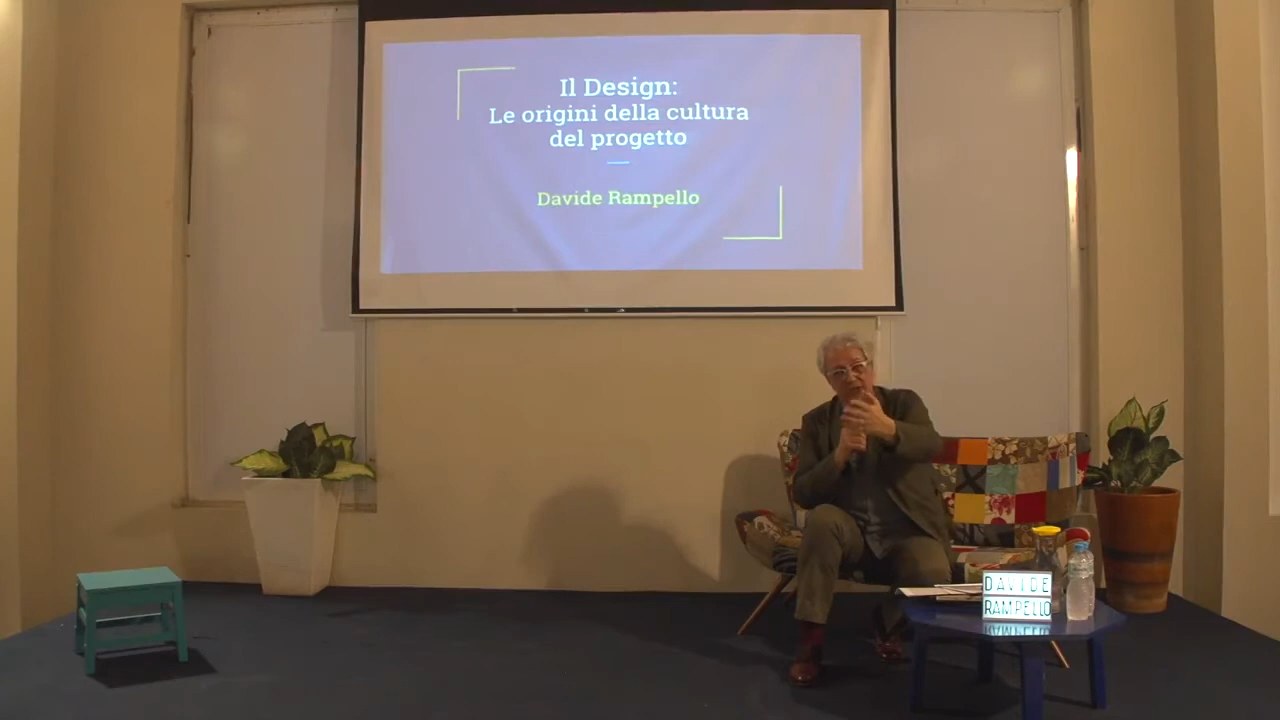 Il Design:
Le origini della cultura
del progetto
Davide Rampello
DAVIDE
RAMPELLO